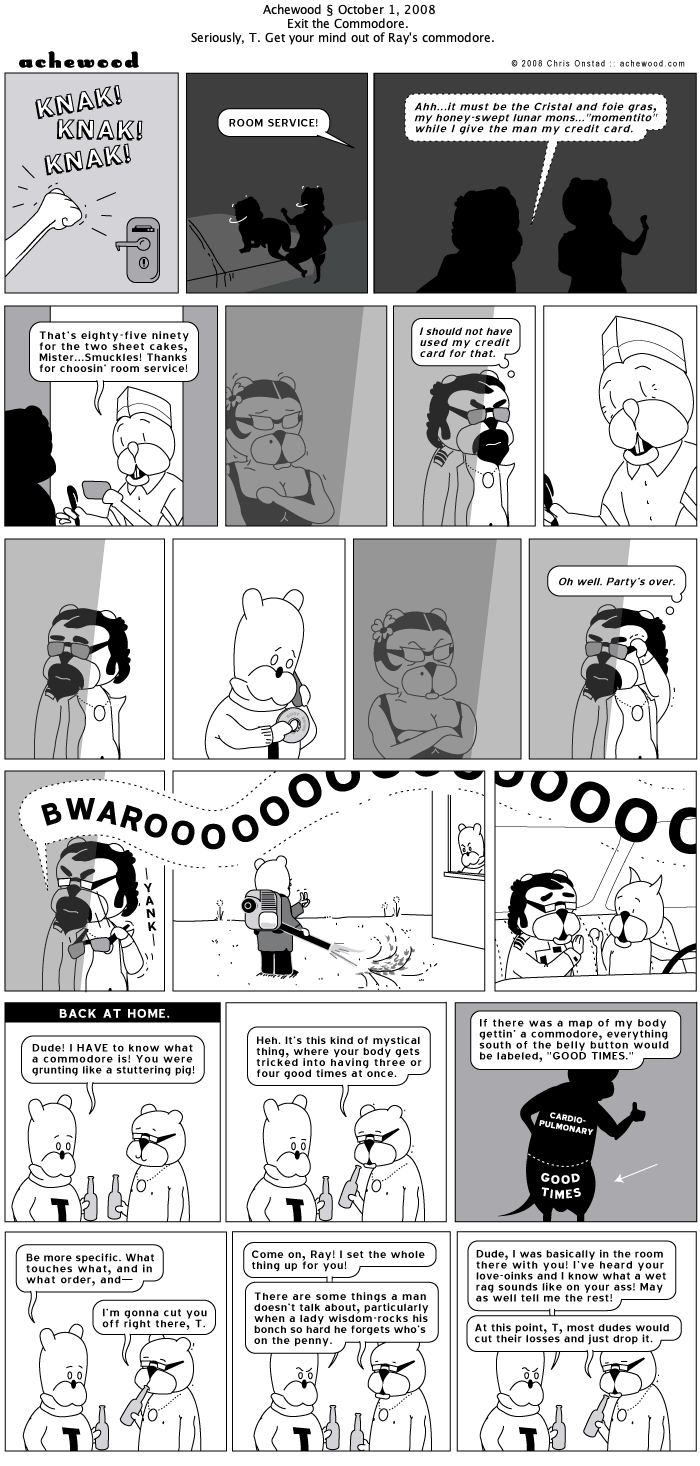 Achewood § October 1, 2008
Exit the Commodore.
Seriously, T. Get your mind out of Ray's commodore.
achewood
© 2008 Chris Onstad :: achewood.com
KNAK!
KNAK!
KNAK!
ROOM SERVICE!
Ahh...it must be the Cristal and foie gras,
my honey-swept lunar mons..."momentito"
while I give the man my credit card.
That's eighty-five ninety
for the two sheet cakes,
Mister...Smuckles! Thanks
for choosin' room service!
I should not have
used my credit
card for that.
Oh well. Party's over.
BWAROOOOOOOOOOOOOOOOO
YANK
BACK AT HOME.
Dude! I HAVE to know what
a commodore is! You were
grunting like a stuttering pig!
Heh. It's this kind of mystical
thing, where your body gets
tricked into having three or
four good times at once.
T
T
If there was a map of my body
gettin' a commodore, everything
south of the belly button would
be labeled, "GOOD TIMES."
CARDIO-
PULMONARY
GOOD
TIMES
Be more specific. What
touches what, and in
what order, and—
I'm gonna cut you
off right there, T.
T
Come on, Ray! I set the whole
thing up for you!
There are some things a man
doesn't talk about, particularly
when a lady wisdom-rocks his
bonch so hard he forgets who's
on the penny.
T
Dude, I was basically in the room
there with you! I've heard your
love-oinks and I know what a wet
rag sounds like on your ass! May
as well tell me the rest!
At this point, T, most dudes would
cut their losses and just drop it.
T